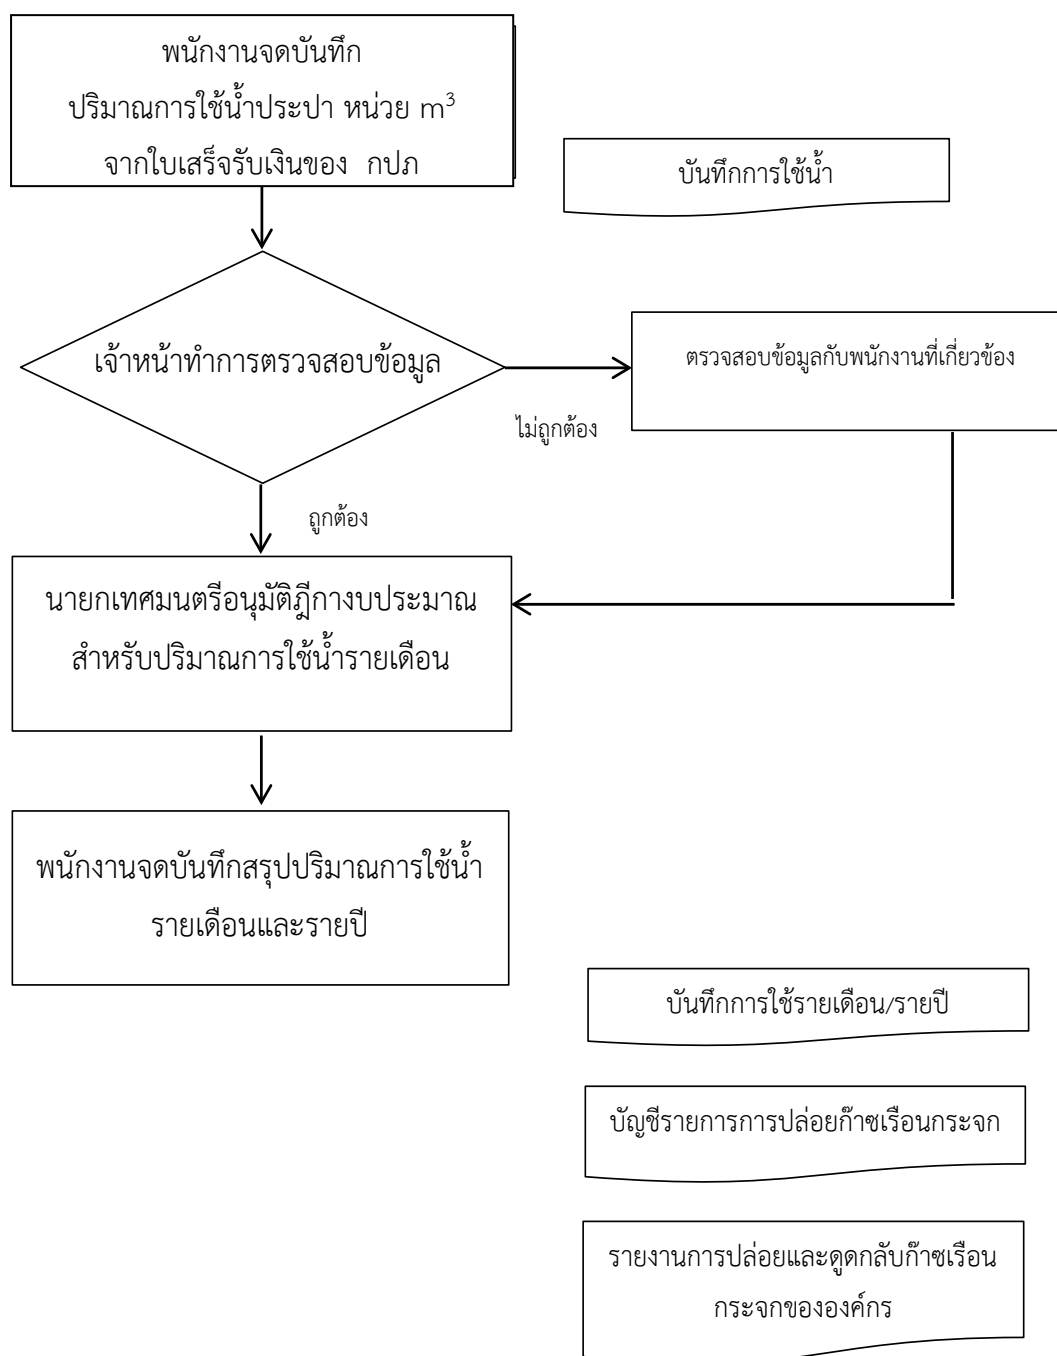 พนักงานจดบันทึก
ปริมาณการใช้น้ำประปา หน่วย m³
จากใบเสร็จรับเงินของ กปภ
บันทึกการใช้น้ำ
เจ้าหน้าทำการตรวจสอบข้อมูล
ตรวจสอบข้อมูลกับพนักงานที่เกี่ยวข้อง
ไม่ถูกต้อง
ถูกต้อง
นายกเทศมนตรีอนุมัติฎีกางบประมาณ
สำหรับปริมาณการใช้น้ำรายเดือน
พนักงานจดบันทึกสรุปปริมาณการใช้น้ำ
รายเดือนและรายปี
บันทึกการใช้รายเดือน/รายปี
บัญชีรายการการปล่อยก๊าซเรือนกระจก
รายงานการปล่อยและดูดกลับก๊าซเรือน
กระจกขององค์กร